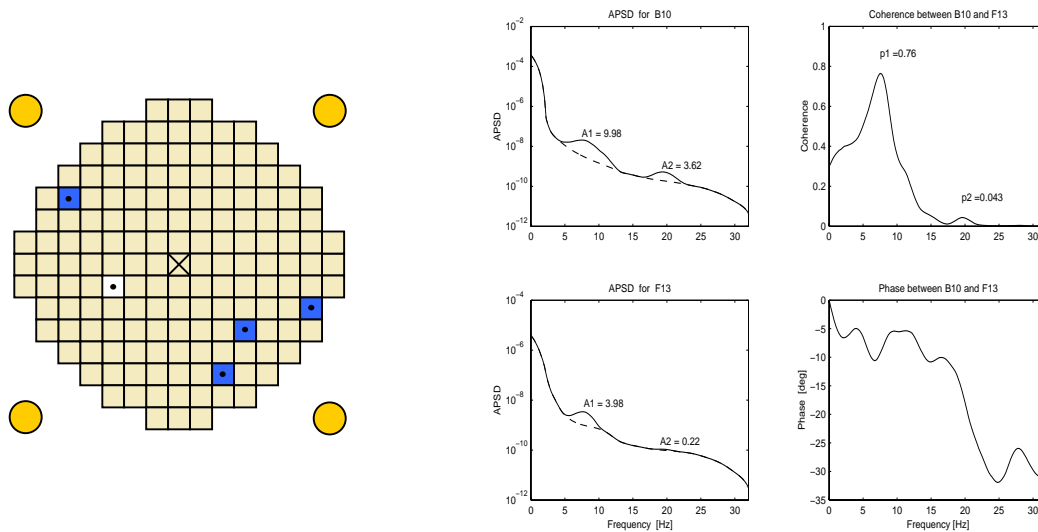 APSD for B10
10^-2
10^-4
10^-6
10^-8
10^-10
10^-12
APSD
A1 = 9.98
A2 = 3.62
0 5 10 15 20 25 30
Coherence between B10 and F13
1
0.8
0.6
0.4
0.2
0
Coherence
p1 =0.76
p2 =0.043
0 5 10 15 20 25 30
APSD for F13
10^-4
10^-6
10^-8
10^-10
10^-12
APSD
A1 = 3.98
A2 = 0.22
0 5 10 15 20 25 30
Frequency [Hz]
Phase between B10 and F13
0
-5
-10
-15
-20
-25
-30
-35
Phase [deg]
0 5 10 15 20 25 30
Frequency [Hz]